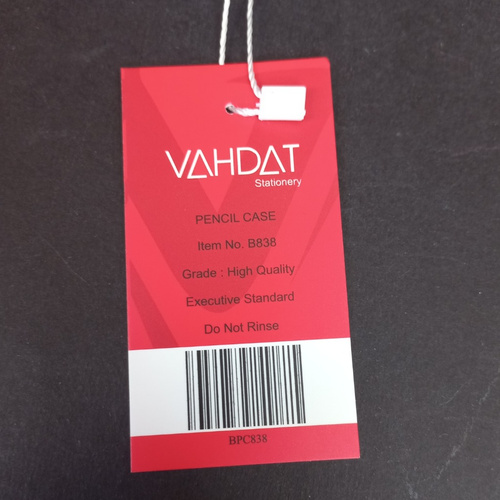 VAHDAT
Stationery
PENCIL CASE
Item No. B838
Grade : High Quality
Executive Standard
Do Not Rinse
BPC838